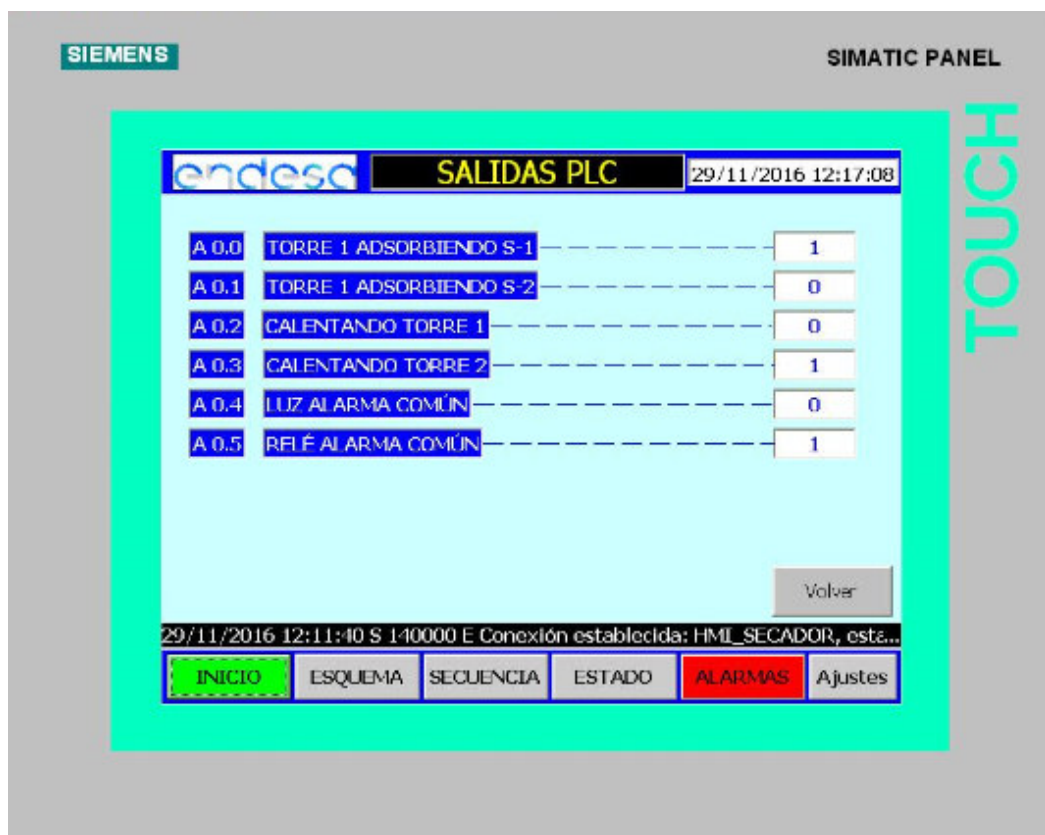 SIEMENS
SIMATIC PANEL
TOUCH
endesa SALIDAS PLC 29/11/2016 12:17:08
A 0.0 TORRE 1 ADSORBIENDO S-1 1
A 0.1 TORRE 1 ADSORBIENDO S-2 0
A 0.2 CALENTANDO TORRE 1 0
A 0.3 CALENTANDO TORRE 2 1
A 0.4 LUZ ALARMA COMÚN 0
A 0.5 RELÉ ALARMA COMÚN 1
Volver
29/11/2016 12:11:40 S 140000 E Conexión establecida: HMI_SECADOR, esta...
INICIO ESQUEMA SECUENCIA ESTADO ALARMAS Ajustes